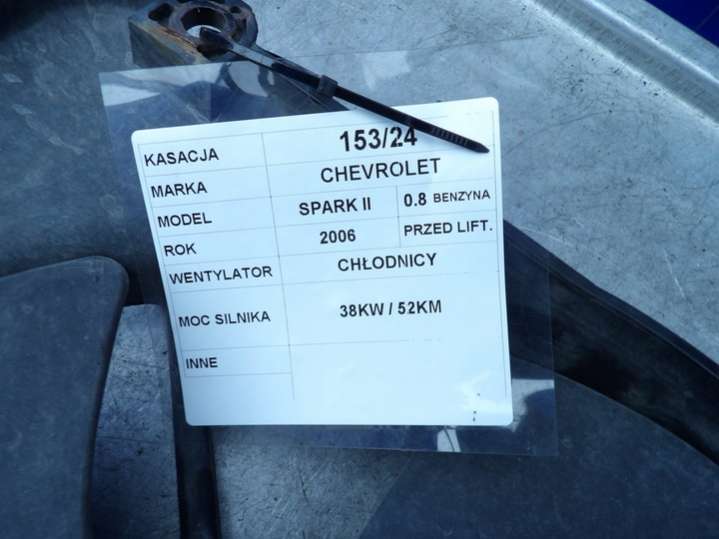 KASACJA 153/24
MARKA CHEVROLET
MODEL SPARK II 0.8 BENZYNA
ROK 2006 PRZED LIFT.
WENTYLATOR CHŁODNICY
MOC SILNIKA 38KW / 52KM
INNE